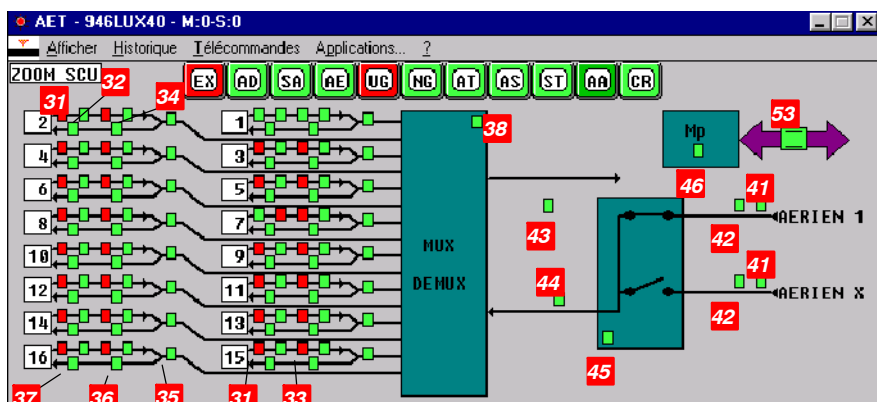 AET - 946LUX40 - M:0-S:0
Afficher Historique Télécommandes Applications... ?
ZOOM SCU
EX AD SA AE UG NG AT AS ST AA CR
31 32 34
2 1 38 Mp 53
4 3
46 41
6 5
43 42 AERIEN 1
8 7
MUX
10 9
DEMUX 44 41
12 11 AERIEN X
42
14 13
45
16 15
37 36 35 31 33